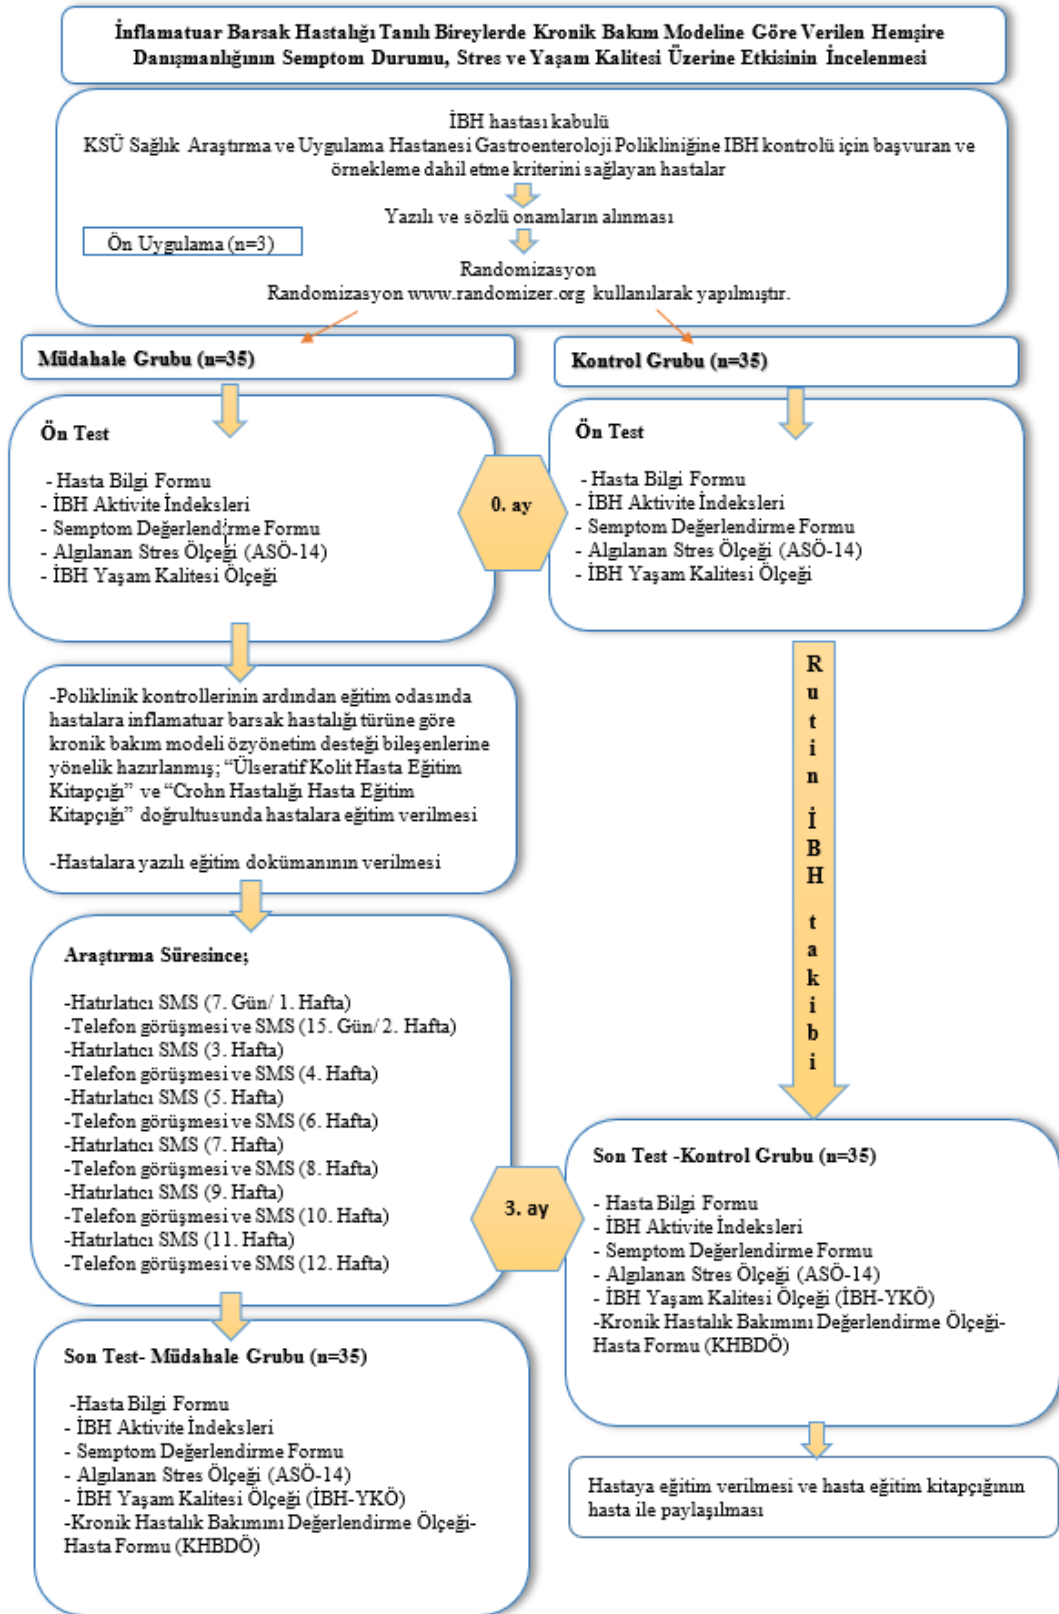 İnflamatuar Barsak Hastalığı Tanılı Bireylerde Kronik Bakım Modeline Göre Verilen Hemşire
Danışmanlığının Semptom Durumu, Stres ve Yaşam Kalitesi Üzerine Etkisinin İncelenmesi
İBH hastası kabulü
KSÜ Sağlık Araştırma ve Uygulama Hastanesi Gastroenteroloji Polikliniğine IBH kontrolü için başvuran ve
örnekleme dahil etme kriterini sağlayan hastalar
Yazılı ve sözlü onamların alınması
Ön Uygulama (n=3)
Randomizasyon
Randomizasyon www.randomizer.org kullanılarak yapılmıştır.
Müdahale Grubu (n=35)
Kontrol Grubu (n=35)
Ön Test
- Hasta Bilgi Formu
- İBH Aktivite İndeksleri
- Semptom Değerlendirme Formu
- Algılanan Stres Ölçeği (ASÖ-14)
- İBH Yaşam Kalitesi Ölçeği
0. ay
Ön Test
- Hasta Bilgi Formu
- İBH Aktivite İndeksleri
- Semptom Değerlendirme Formu
- Algılanan Stres Ölçeği (ASÖ-14)
- İBH Yaşam Kalitesi Ölçeği
-Poliklinik kontrollerinin ardından eğitim odasında
hastalara inflamatuar barsak hastalığı türüne göre
kronik bakım modeli özyönetim desteği bileşenlerine
yönelik hazırlanmış; “Ülseratif Kolit Hasta Eğitim
Kitapçığı” ve “Crohn Hastalığı Hasta Eğitim
Kitapçığı” doğrultusunda hastalara eğitim verilmesi
-Hastalara yazılı eğitim dokümanının verilmesi
Rutin İBH takibi
Araştırma Süresince;
-Hatırlatıcı SMS (7. Gün/ 1. Hafta)
-Telefon görüşmesi ve SMS (15. Gün/ 2. Hafta)
-Hatırlatıcı SMS (3. Hafta)
-Telefon görüşmesi ve SMS (4. Hafta)
-Hatırlatıcı SMS (5. Hafta)
-Telefon görüşmesi ve SMS (6. Hafta)
-Hatırlatıcı SMS (7. Hafta)
-Telefon görüşmesi ve SMS (8. Hafta)
-Hatırlatıcı SMS (9. Hafta)
-Telefon görüşmesi ve SMS (10. Hafta)
-Hatırlatıcı SMS (11. Hafta)
-Telefon görüşmesi ve SMS (12. Hafta)
3. ay
Son Test -Kontrol Grubu (n=35)
- Hasta Bilgi Formu
- İBH Aktivite İndeksleri
- Semptom Değerlendirme Formu
- Algılanan Stres Ölçeği (ASÖ-14)
- İBH Yaşam Kalitesi Ölçeği (İBH-YKÖ)
-Kronik Hastalık Bakımını Değerlendirme Ölçeği-
Hasta Formu (KHBDÖ)
Son Test- Müdahale Grubu (n=35)
-Hasta Bilgi Formu
- İBH Aktivite İndeksleri
- Semptom Değerlendirme Formu
- Algılanan Stres Ölçeği (ASÖ-14)
- İBH Yaşam Kalitesi Ölçeği (İBH-YKÖ)
-Kronik Hastalık Bakımını Değerlendirme Ölçeği-
Hasta Formu (KHBDÖ)
Hastaya eğitim verilmesi ve hasta eğitim kitapçığının
hasta ile paylaşılması